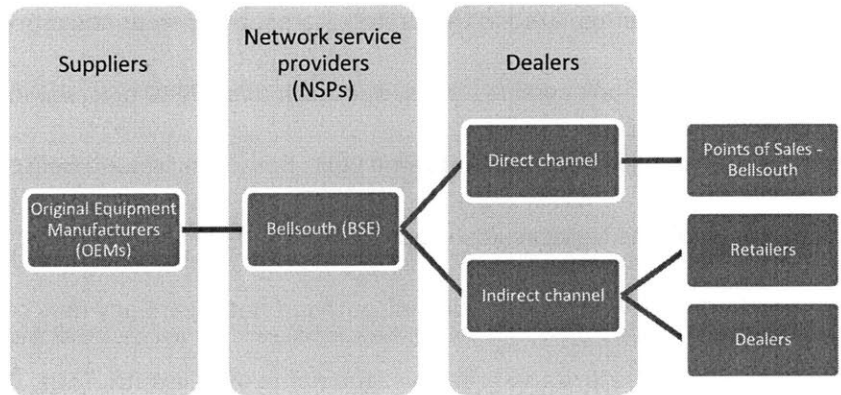 Suppliers
Network service
providers
(NSPs)
Dealers
Original Equipment
Manufacturers
(OEMs)
Bellsouth (BSE)
Direct channel
Points of Sales -
Bellsouth
Indirect channel
Retailers
Dealers